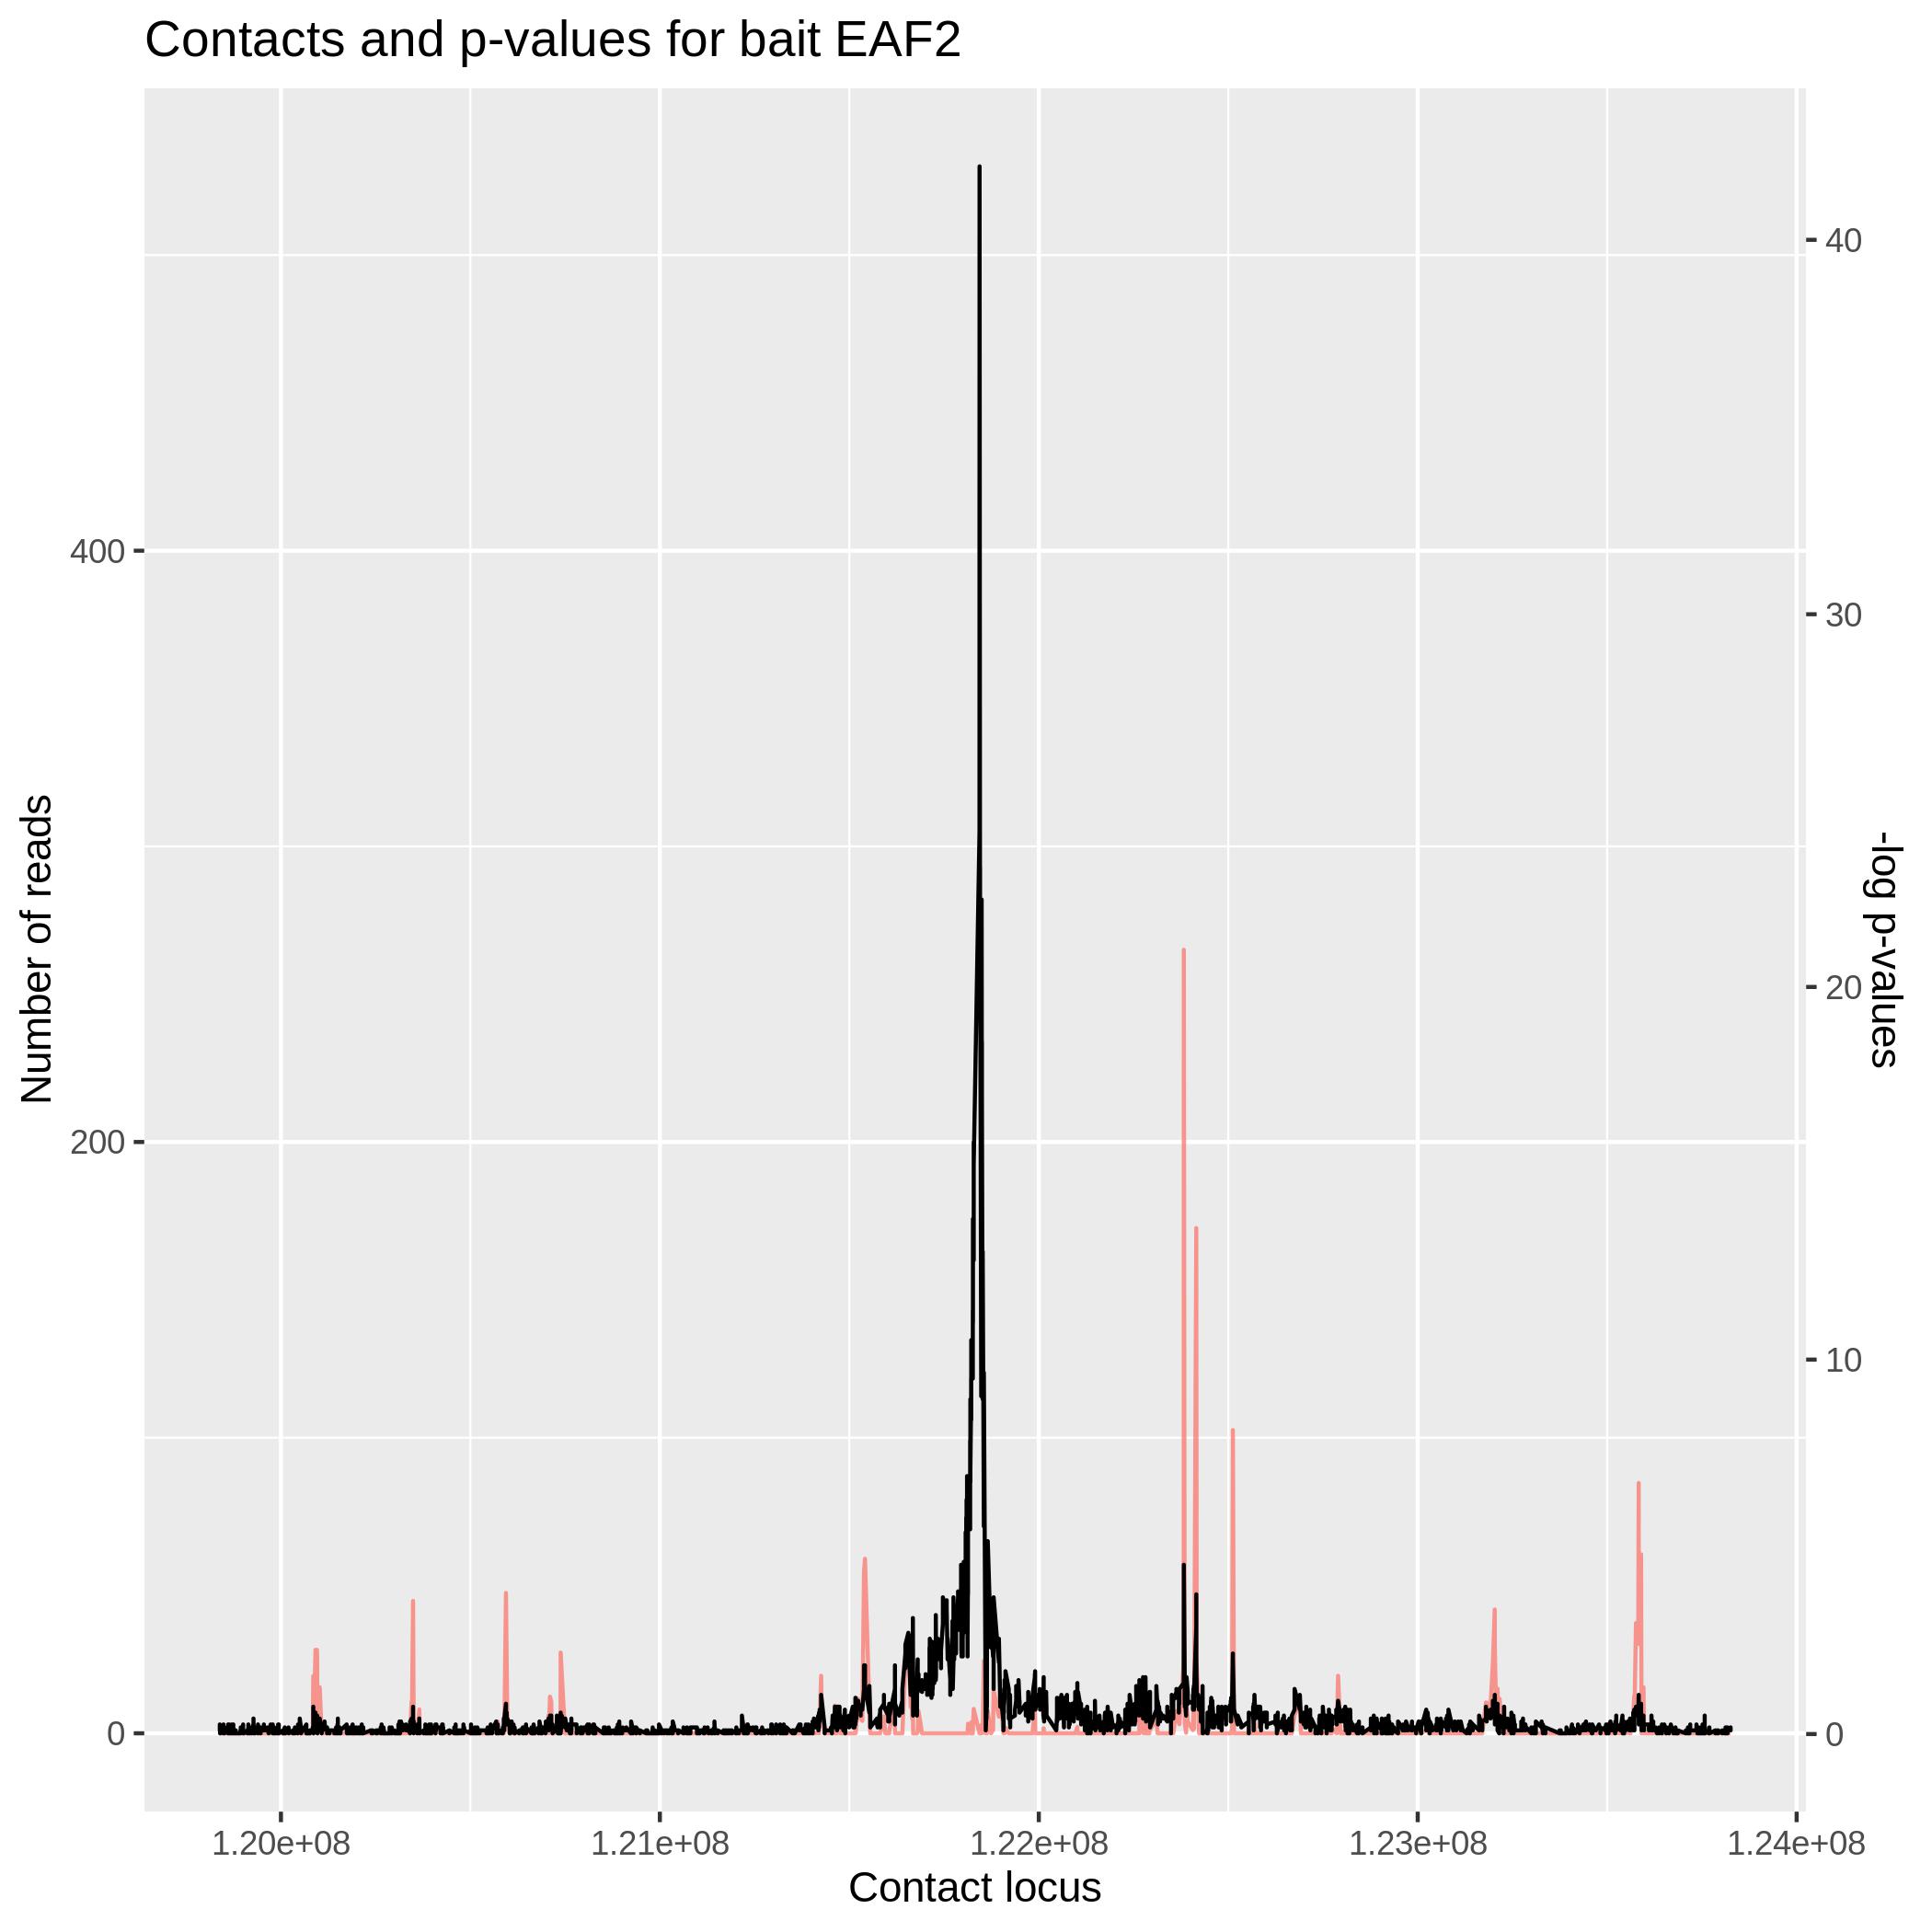 Contacts and p-values for bait EAF2
Number of reads
400
200
0
40
30
20
10
0
-log p-values
1.20e+08
1.21e+08
1.22e+08
1.23e+08
1.24e+08
Contact locus